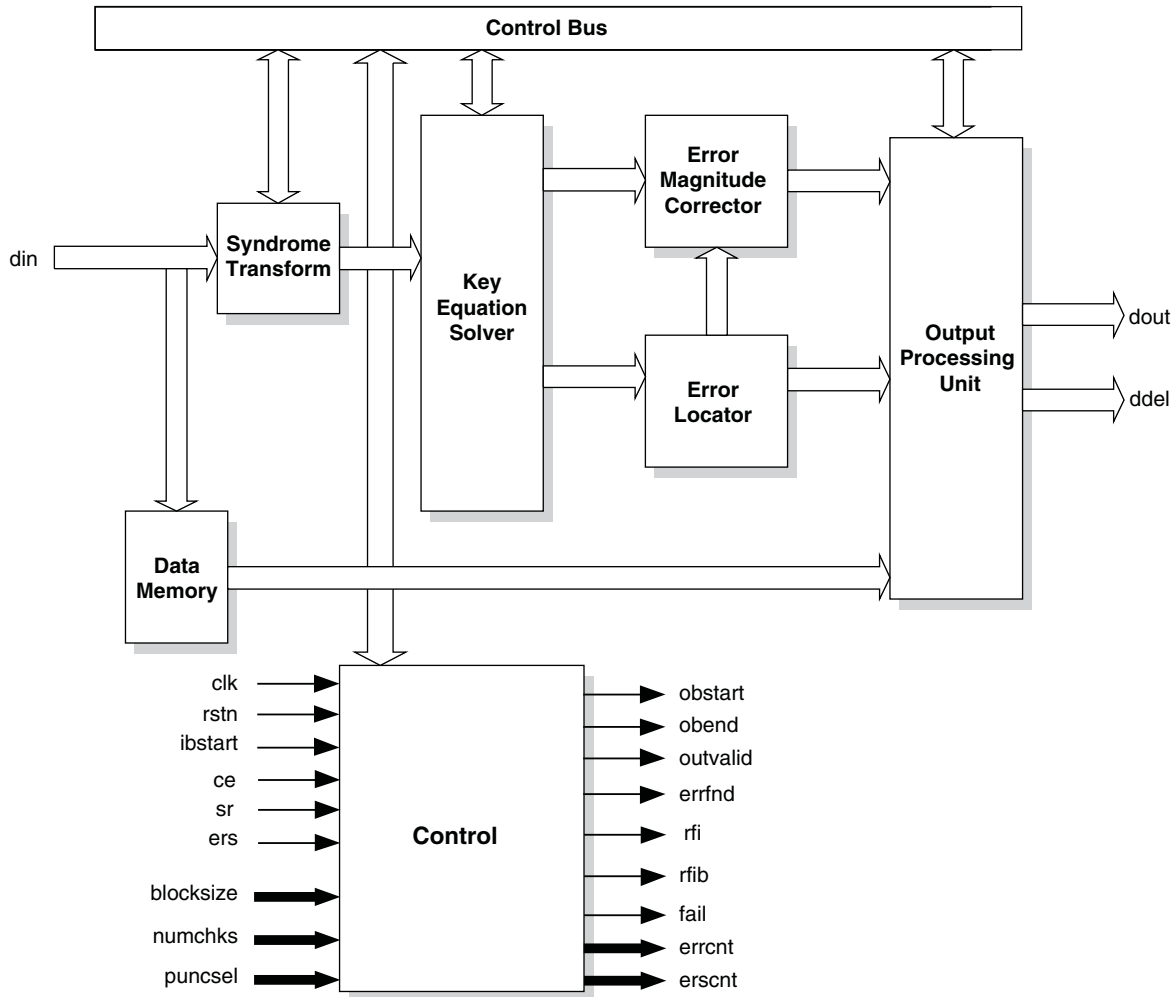 Control Bus
din
Syndrome
Transform
Key
Equation
Solver
Error
Magnitude
Corrector
Error
Locator
Output
Processing
Unit
dout
ddel
Data
Memory
Control
clk
rstn
ibstart
ce
sr
ers
blocksize
numchks
puncsel
obstart
obend
outvalid
errfnd
rfi
rfib
fail
errcnt
erscnt